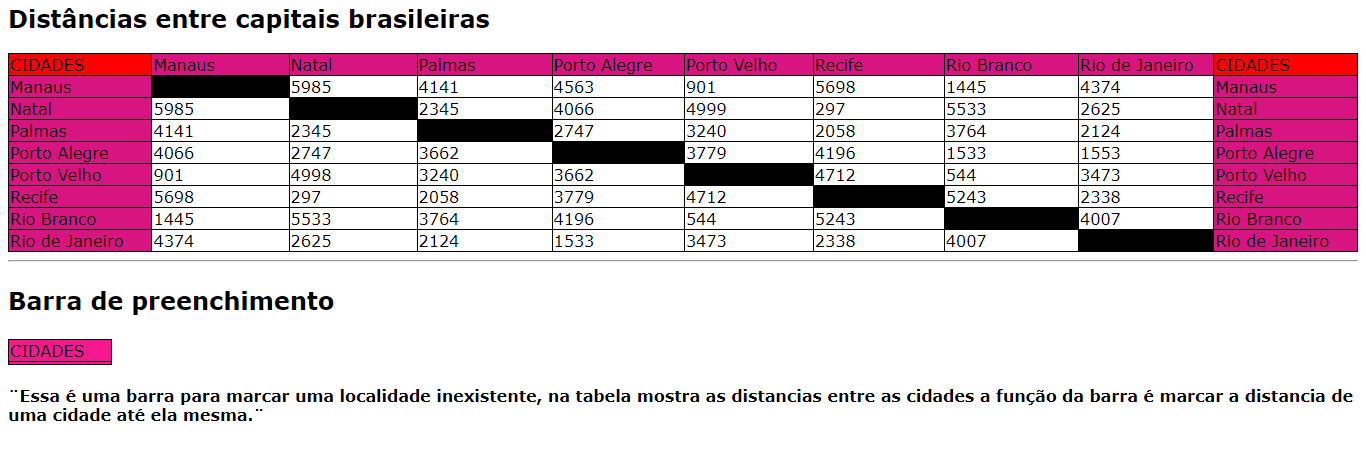 Distâncias entre capitais brasileiras
CIDADES Manaus Natal Palmas Porto Alegre Porto Velho Recife Rio Branco Rio de Janeiro CIDADES
Manaus 5985 4141 4563 901 5698 1445 4374 Manaus
Natal 5985 2345 4066 4999 297 5533 2625 Natal
Palmas 4141 2345 2747 3240 2058 3764 2124 Palmas
Porto Alegre 4066 2747 3662 3779 4196 1533 1553 Porto Alegre
Porto Velho 901 4998 3240 3662 4712 544 3473 Porto Velho
Recife 5698 297 2058 3779 4712 5243 2338 Recife
Rio Branco 1445 5533 3764 4196 544 5243 4007 Rio Branco
Rio de Janeiro 4374 2625 2124 1533 3473 2338 4007 Rio de Janeiro
Barra de preenchimento
CIDADES
¨Essa é uma barra para marcar uma localidade inexistente, na tabela mostra as distancias entre as cidades a função da barra é marcar a distancia de
uma cidade até ela mesma.¨